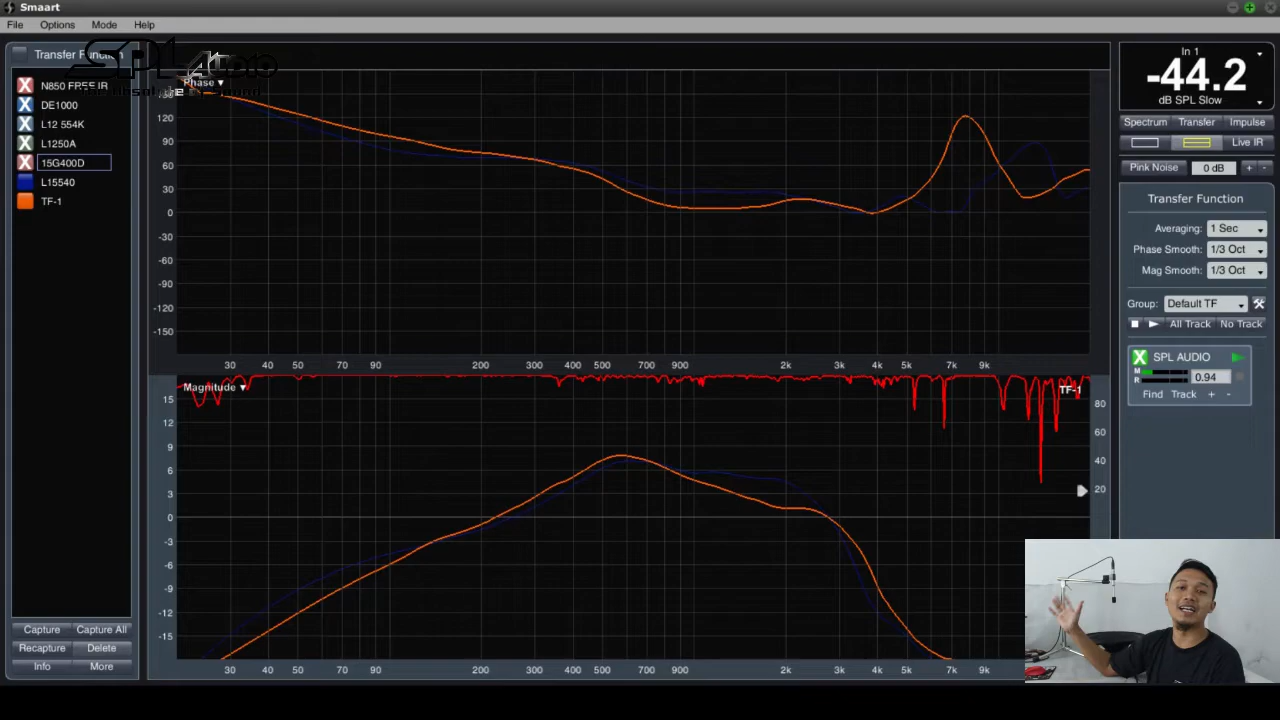 Smaart
File Options Mode Help
SPL AUDIO
Transfer Function
N850 FREE IR
DE1000
L12 554K
L1250A
15G400D
L15540
TF-1
Capture Capture All
Recapture Delete
Info More
Phase ▼
150
120
90
60
30
0
-30
-60
-90
-120
-150
30 40 50 70 90 200 300 400 500 700 900 2k 3k 4k 5k 7k 9k
Magnitude ▼
TF-1
15
12
9
6
3
0
-3
-6
-9
-12
-15
80
60
40
20
30 40 50 70 90 200 300 400 500 700 900 2k 3k 4k 5k 7k 9k
In 1
-44.2
dB SPL Slow
Spectrum Transfer Impulse
Live IR
Pink Noise 0 dB + -
Transfer Function
Averaging: 1 Sec
Phase Smooth: 1/3 Oct
Mag Smooth: 1/3 Oct
Group: Default TF
All Track No Track
X SPL AUDIO
M
R 0.94
Find Track + -